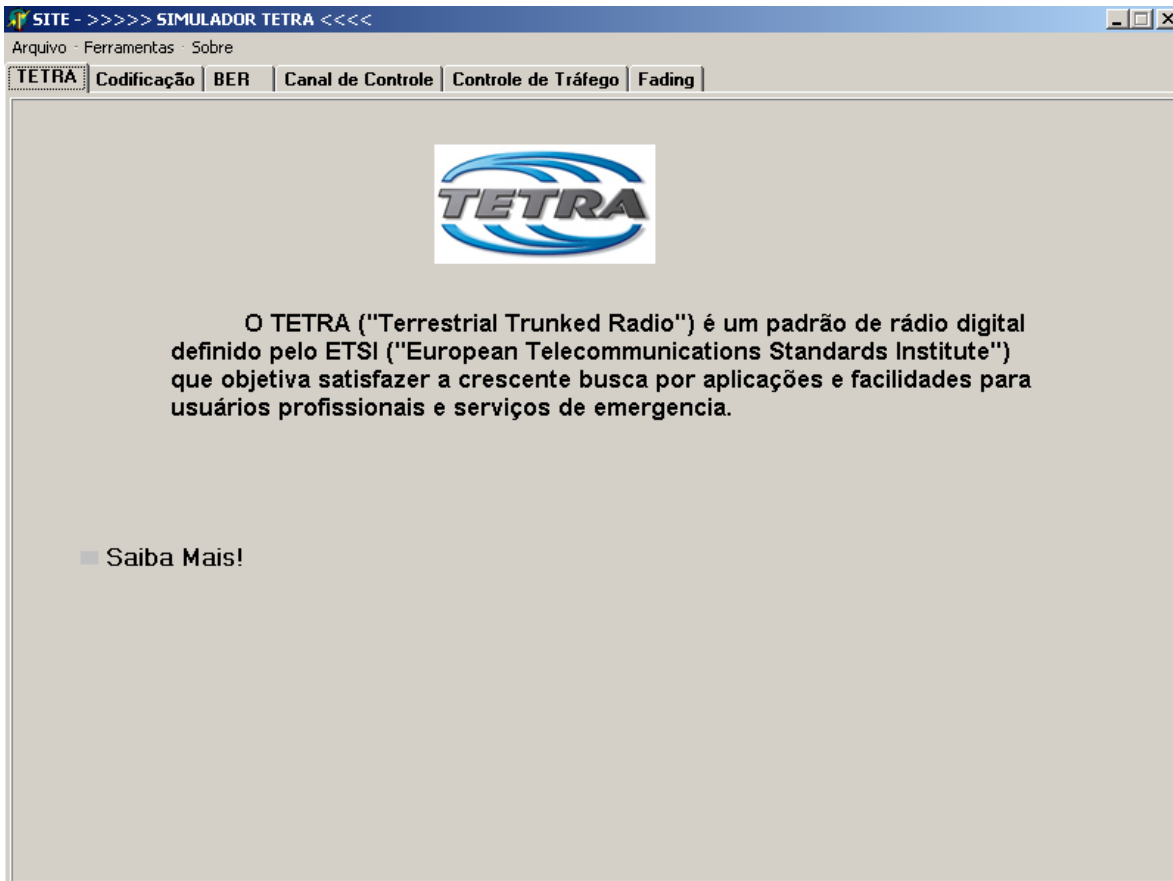 SITE - >>>>> SIMULADOR TETRA <<<<
Arquivo Ferramentas Sobre
TETRA Codificação BER Canal de Controle Controle de Tráfego Fading
TETRA
O TETRA ("Terrestrial Trunked Radio") é um padrão de rádio digital
definido pelo ETSI ("European Telecommunications Standards Institute")
que objetiva satisfazer a crescente busca por aplicações e facilidades para
usuários profissionais e serviços de emergencia.
Saiba Mais!